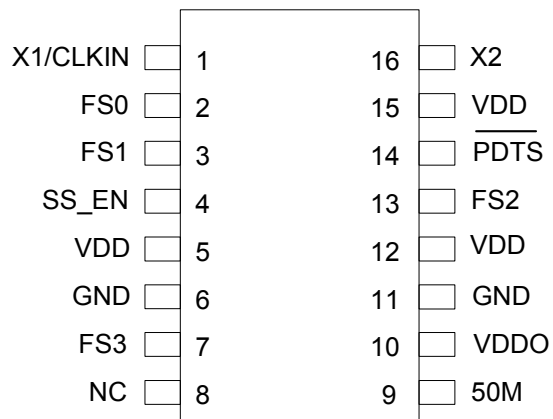 X1/CLKIN 1 16 X2
FS0 2 15 VDD
FS1 3 14 PDTS
SS_EN 4 13 FS2
VDD 5 12 VDD
GND 6 11 GND
FS3 7 10 VDDO
NC 8 9 50M